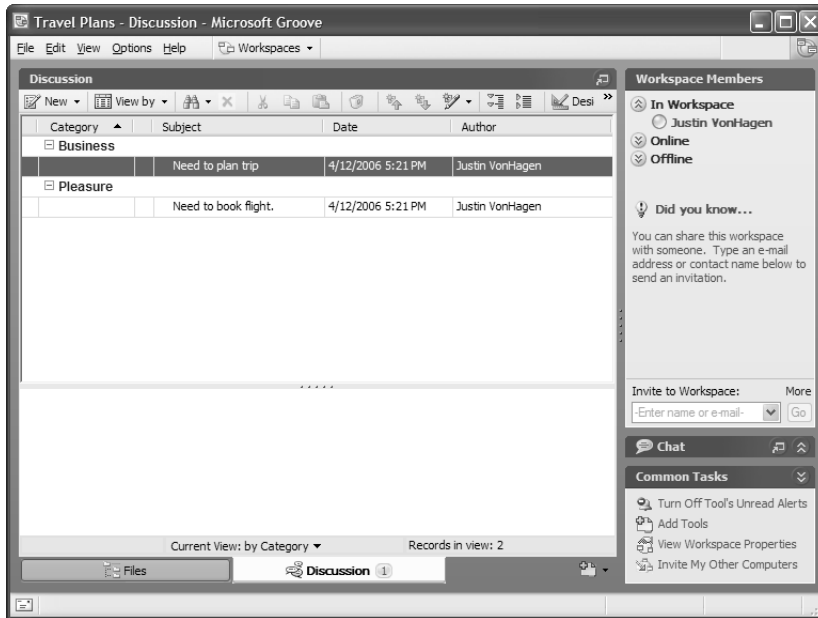 Travel Plans - Discussion - Microsoft Groove
File Edit View Options Help Workspaces
Discussion
New View by Desi »
Category Subject Date Author
Business
Need to plan trip 4/12/2006 5:21 PM Justin VonHagen
Pleasure
Need to book flight. 4/12/2006 5:21 PM Justin VonHagen
Current View: by Category Records in view: 2
Files Discussion 1
Workspace Members
In Workspace
Justin VonHagen
Online
Offline
Did you know...
You can share this workspace
with someone. Type an e-mail
address or contact name below to
send an invitation.
Invite to Workspace: More
-Enter name or e-mail- Go
Chat
Common Tasks
Turn Off Tool's Unread Alerts
Add Tools
View Workspace Properties
Invite My Other Computers